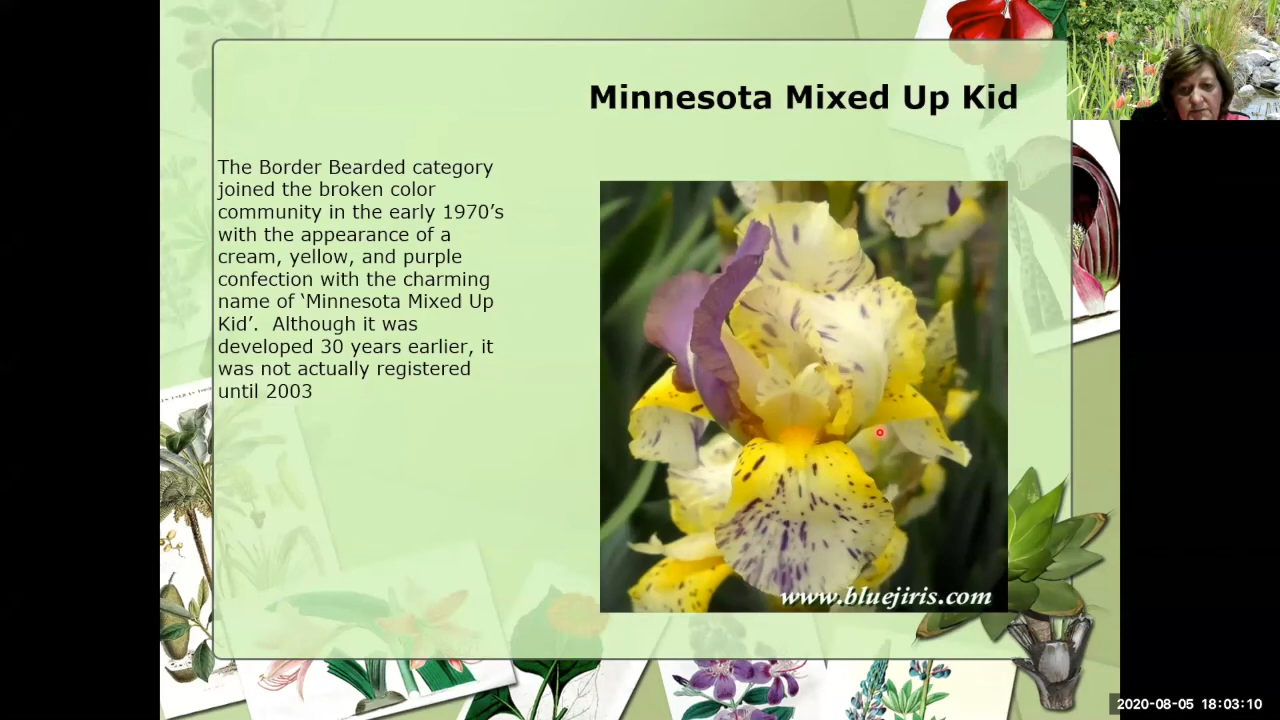 Minnesota Mixed Up Kid
The Border Bearded category
joined the broken color
community in the early 1970’s
with the appearance of a
cream, yellow, and purple
confection with the charming
name of ‘Minnesota Mixed Up
Kid’.  Although it was
developed 30 years earlier, it
was not actually registered
until 2003
www.bluejiris.com
2020-08-05 18:03:10